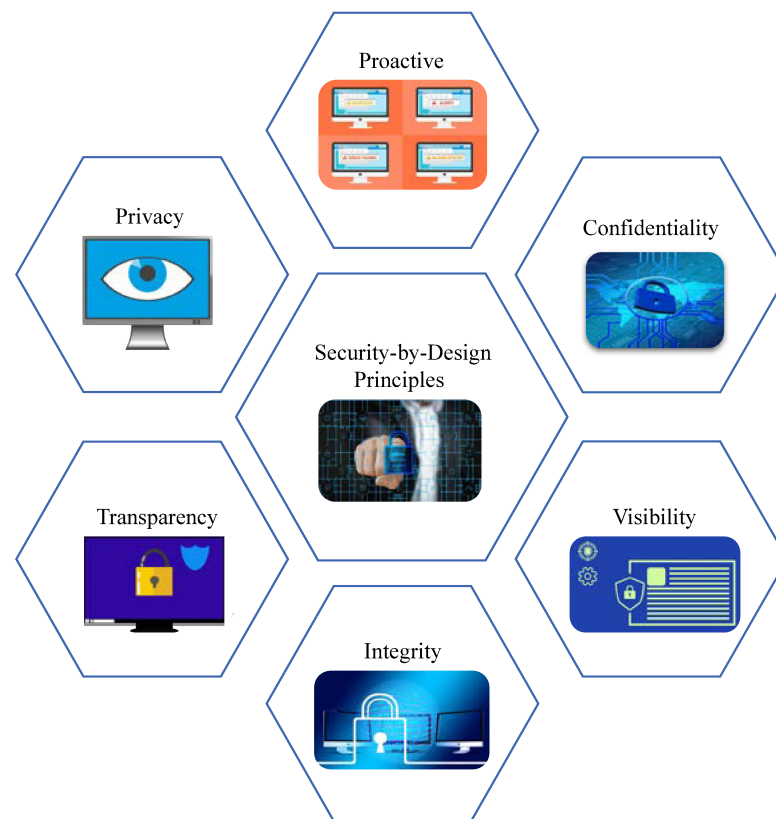 Proactive
Privacy
Confidentiality
Security-by-Design
Principles
Transparency
Visibility
Integrity